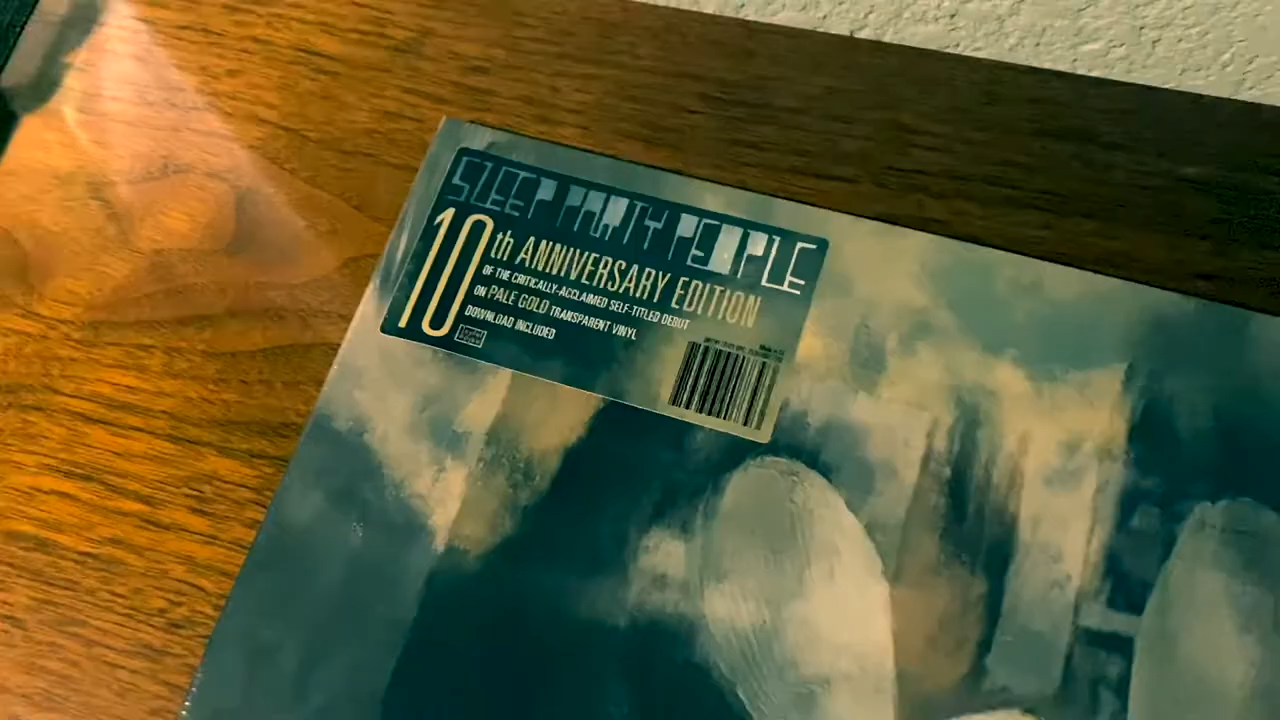 SLEEP PARTY PEOPLE
10th ANNIVERSARY EDITION
OF THE CRITICALLY-ACCLAIMED SELF-TITLED DEBUT
ON PALE GOLD TRANSPARENT VINYL
DOWNLOAD INCLUDED